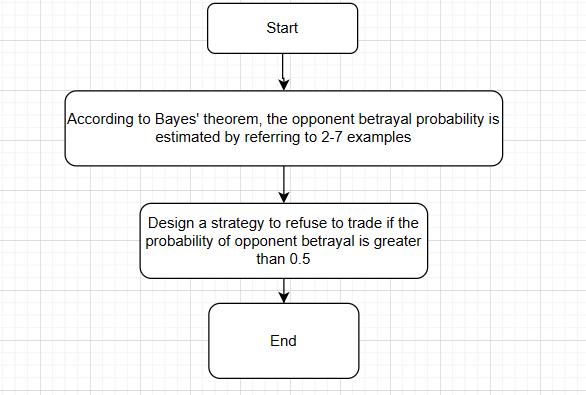 Start
According to Bayes' theorem, the opponent betrayal probability is
estimated by referring to 2-7 examples
Design a strategy to refuse to trade if the
probability of opponent betrayal is greater
than 0.5
End